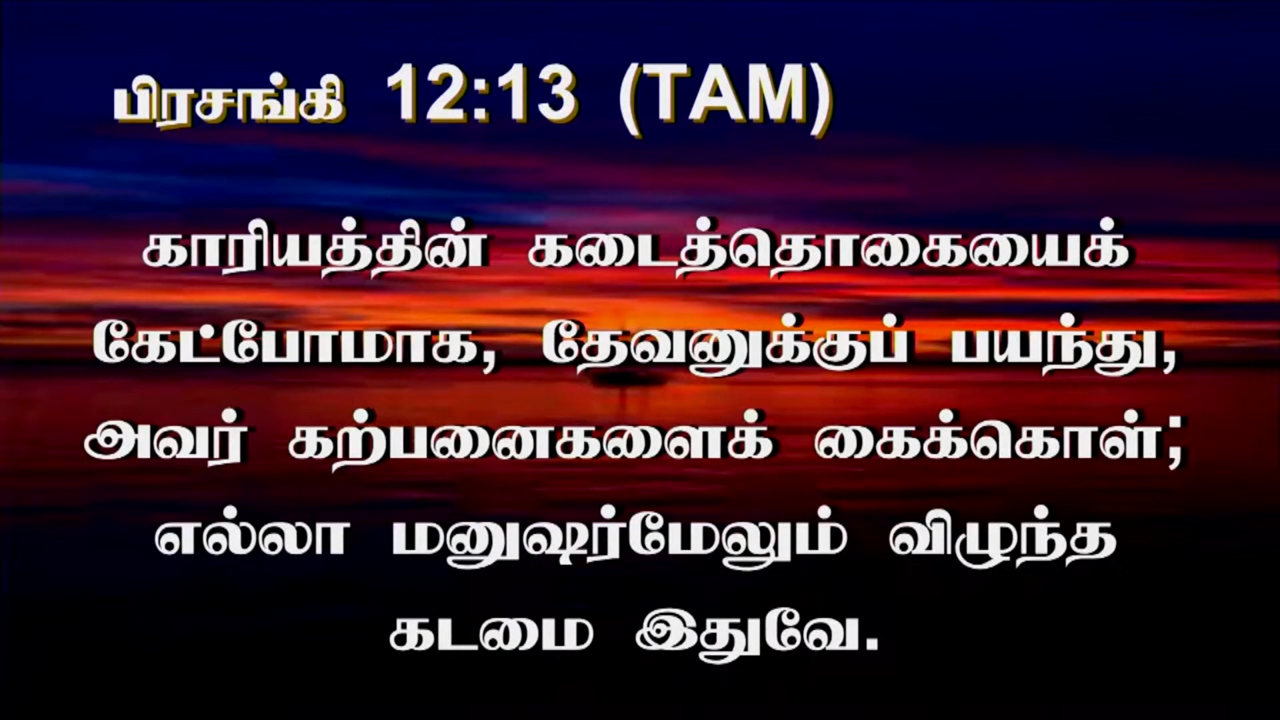 பிரசங்கி 12:13 (TAM)
காரியத்தின் கடைத்தொகையைக்
கேட்போமாக, தேவனுக்குப் பயந்து,
அவர் கற்பனைகளைக் கைக்கொள்;
எல்லா மனுஷர்மேலும் விழுந்த
கடமை இதுவே.